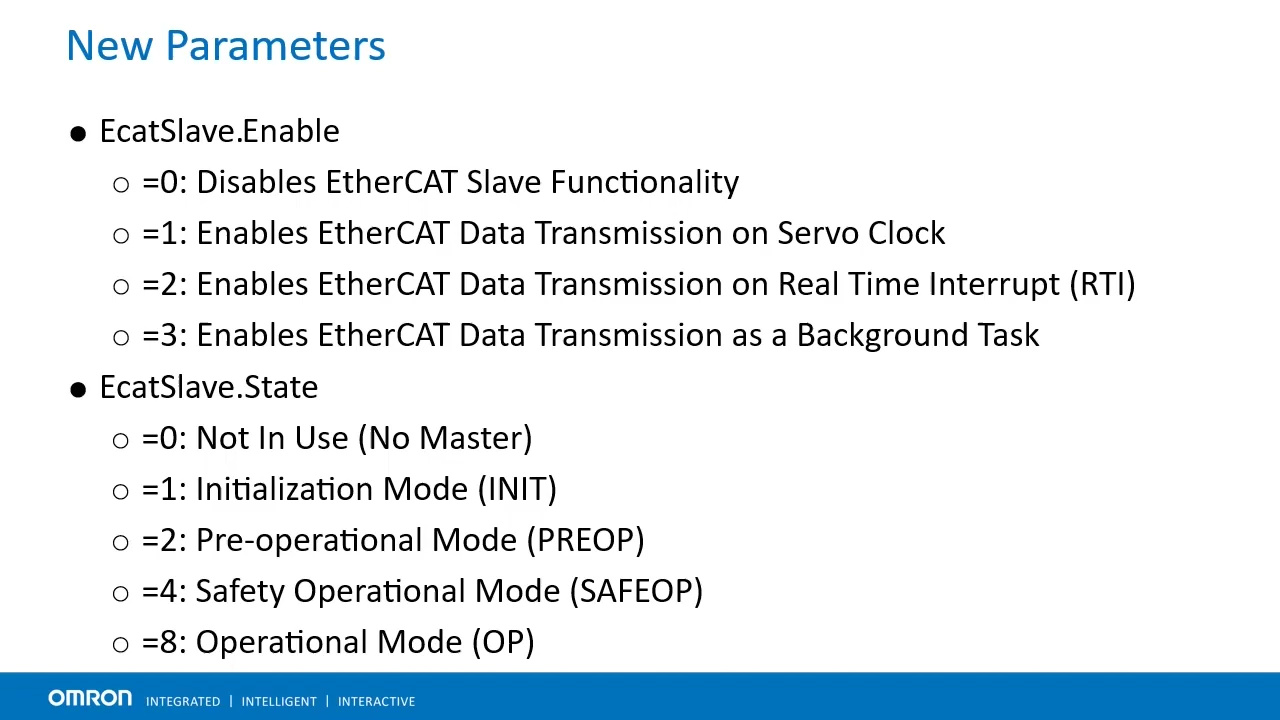 New Parameters
● EcatSlave.Enable
○ =0: Disables EtherCAT Slave Functionality
○ =1: Enables EtherCAT Data Transmission on Servo Clock
○ =2: Enables EtherCAT Data Transmission on Real Time Interrupt (RTI)
○ =3: Enables EtherCAT Data Transmission as a Background Task
● EcatSlave.State
○ =0: Not In Use (No Master)
○ =1: Initialization Mode (INIT)
○ =2: Pre-operational Mode (PREOP)
○ =4: Safety Operational Mode (SAFEOP)
○ =8: Operational Mode (OP)
OMRON INTEGRATED | INTELLIGENT | INTERACTIVE